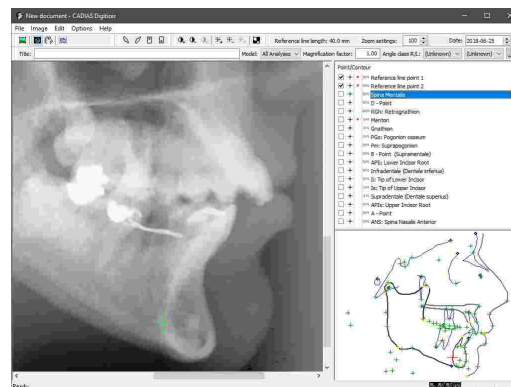 New document - CADIAS Digitizer
File Image Edit Options Help
Reference line length: 40.0 mm Zoom settings: 100 Date: 2018-06-25
Title: Model: All Analyses Magnification factor: 1.00 Angle class R/L: (Unknown) (Unknown)
Point/Contour
Reference line point 1
Reference line point 2
Spina Mentalis
D - Point
RGN: Retrognathion
Menton
Gnathion
PGo: Pogonion osseum
Pm: Suprapogonion
B - Point (Supramentale)
APIi: Lower Incisor Root
Infradentale (Dentale inferius)
Ii: Tip of Lower Incisor
Is: Tip of Upper Incisor
Supradentale (Dentale superius)
APIs: Upper Incisor Root
A - Point
ANS: Spina Nasalis Anterior
Ready